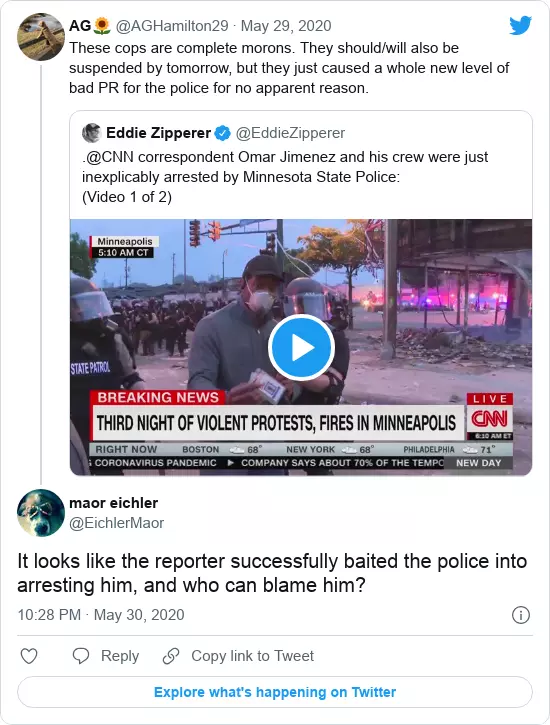 AG🌻 @AGHamilton29 · May 29, 2020
These cops are complete morons. They should/will also be
suspended by tomorrow, but they just caused a whole new level of
bad PR for the police for no apparent reason.
Eddie Zipperer @EddieZipperer
.@CNN correspondent Omar Jimenez and his crew were just
inexplicably arrested by Minnesota State Police:
(Video 1 of 2)
Minneapolis
5:10 AM CT
STATE PATROL
BREAKING NEWS
LIVE
THIRD NIGHT OF VIOLENT PROTESTS, FIRES IN MINNEAPOLIS
CNN
6:10 AM ET
RIGHT NOW BOSTON 68° NEW YORK 68° PHILADELPHIA 71°
CORONAVIRUS PANDEMIC ▶ COMPANY SAYS ABOUT 70% OF THE TEMPO NEW DAY
maor eichler
@EichlerMaor
It looks like the reporter successfully baited the police into
arresting him, and who can blame him?
10:28 PM · May 30, 2020
Reply Copy link to Tweet
Explore what's happening on Twitter